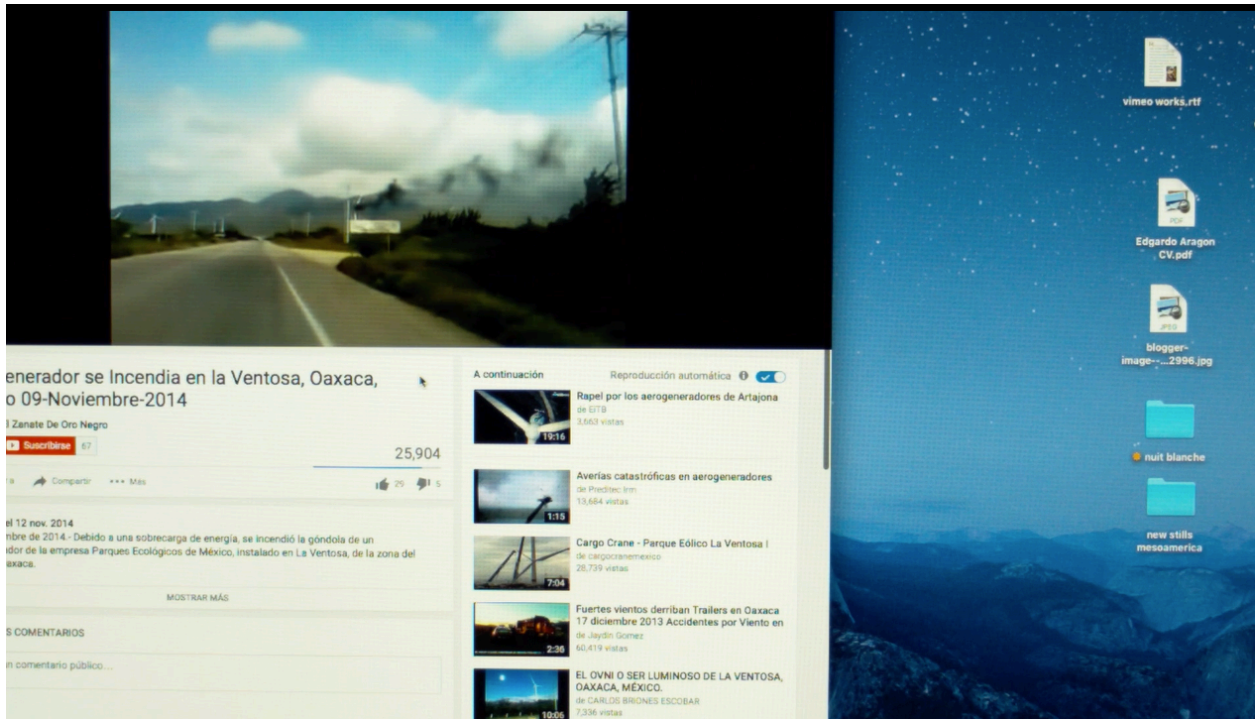 enerador se Incendia en la Ventosa, Oaxaca,
o 09-Noviembre-2014
l Zanate De Oro Negro
Suscribirse 67
25,904
a Compartir ••• Más
29 5
el 12 nov. 2014
mbre de 2014.- Debido a una sobrecarga de energía, se incendió la góndola de un
dor de la empresa Parques Ecológicos de México, instalado en La Ventosa, de la zona del
axaca.
MOSTRAR MÁS
S COMENTARIOS
n comentario público...
A continuación
Reproducción automática
Rapel por los aerogeneradores de Artajona
de EITB
3,663 vistas
19:16
Averías catastróficas en aerogeneradores
de Preditec Irm
13,684 vistas
1:15
Cargo Crane - Parque Eólico La Ventosa I
de cargocranemexico
28,739 vistas
7:04
Fuertes vientos derriban Trailers en Oaxaca
17 diciembre 2013 Accidentes por Viento en
de Jaydin Gomez
60,419 vistas
2:36
EL OVNI O SER LUMINOSO DE LA VENTOSA,
OAXACA, MÉXICO.
de CARLOS BRIONES ESCOBAR
7,336 vistas
10:06
vimeo works.rtf
PDF
Edgardo Aragon
CV.pdf
JPEG
blogger-
image--...2996.jpg
nuit blanche
new stills
mesoamerica